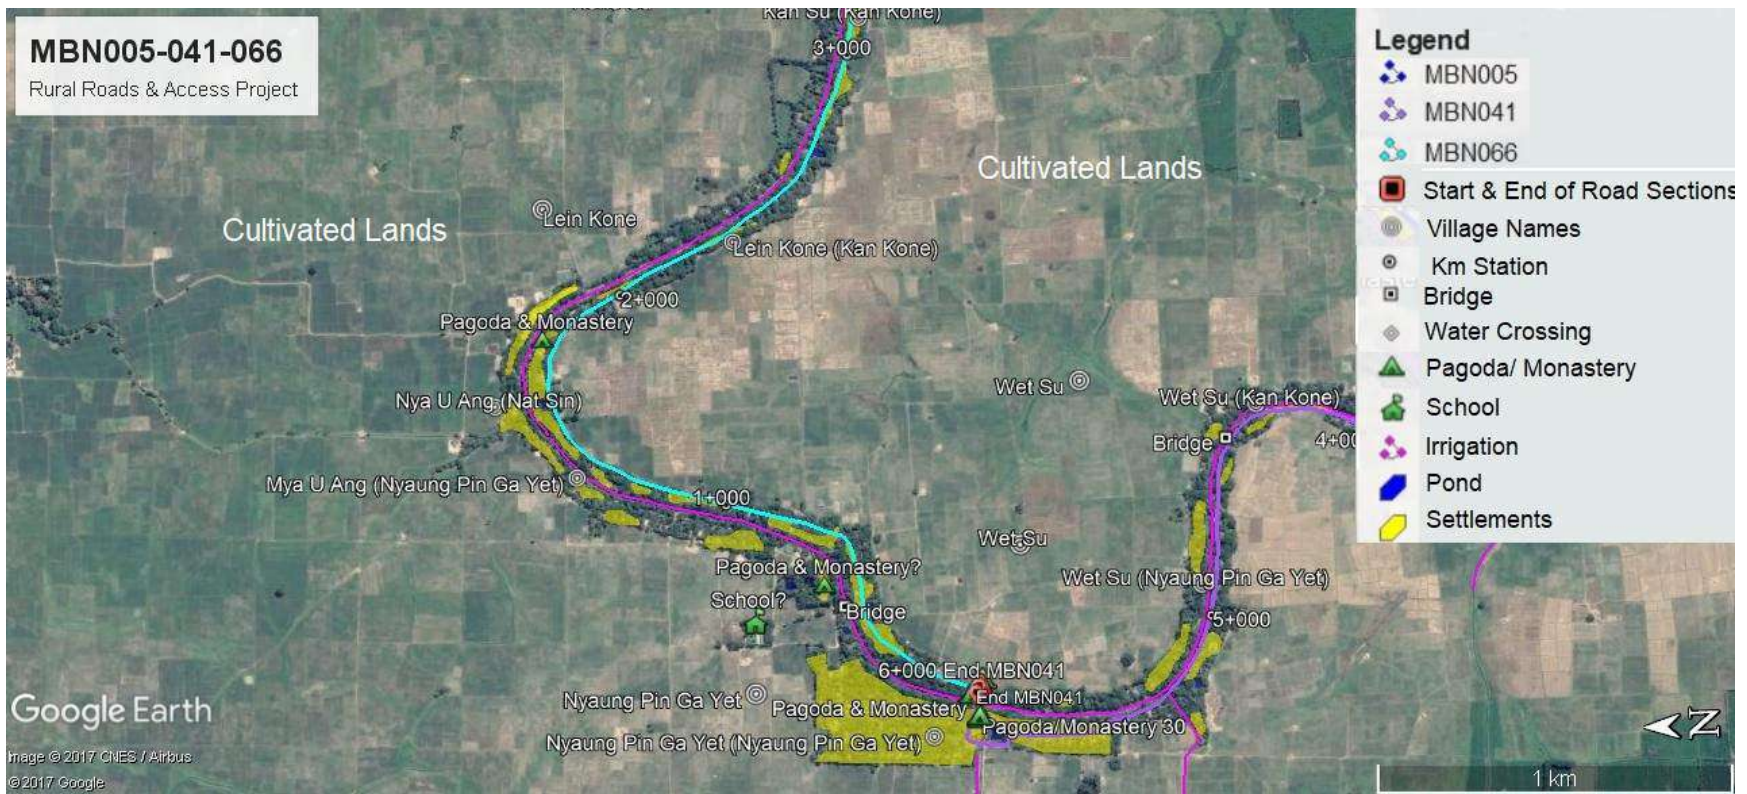 Kan Su (Kan Kone)
MBN005-041-066
Rural Roads & Access Project
3+000
Cultivated Lands
Cultivated Lands
Lein Kone
Lein Kone (Kan Kone)
2+000
Pagoda & Monastery
Nya U Ang (Nat Sin)
Wet Su
Wet Su (Kan Kone)
Bridge
4+00
Mya U Ang (Nyaung Pin Ga Yet)
1+000
Wet Su
Pagoda & Monastery?
Wet Su (Nyaung Pin Ga Yet)
School?
Bridge
5+000
6+000 End MBN041
End MBN041
Nyaung Pin Ga Yet
Pagoda & Monastery
Pagoda/Monastery 30
Nyaung Pin Ga Yet (Nyaung Pin Ga Yet)
Google Earth
Image © 2017 CNES / Airbus
© 2017 Google
Legend
MBN005
MBN041
MBN066
Start & End of Road Sections
Village Names
Km Station
Bridge
Water Crossing
Pagoda/ Monastery
School
Irrigation
Pond
Settlements
N
1 km